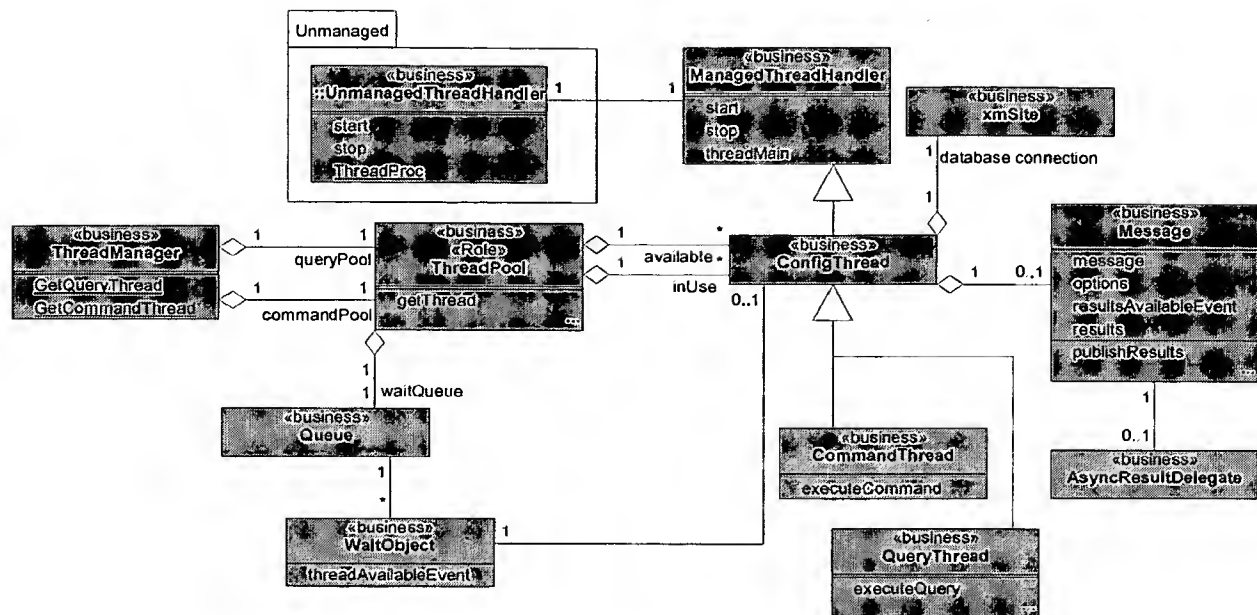 Unmanaged
«business»
::UnmanagedThreadHandler
start
stop
ThreadProc
1
1
«business»
ManagedThreadHandler
start
stop
threadMain
«business»
xmSite
1
database connection
1
«business»
ThreadManager
GetQueryThread
GetCommandThread
1
1
queryPool
1
1
commandPool
«business»
«Role»
ThreadPool
getThread
...
1
*
available
1
*
inUse
«business»
ConfigThread
0..1
1
0..1
«business»
Message
message
options
resultsAvailableEvent
results
publishResults
...
1
waitQueue
1
«business»
Queue
1
*
«business»
WaitObject
threadAvailableEvent
1
«business»
CommandThread
executeCommand
1
0..1
«business»
AsyncResultDelegate
«business»
QueryThread
executeQuery
...